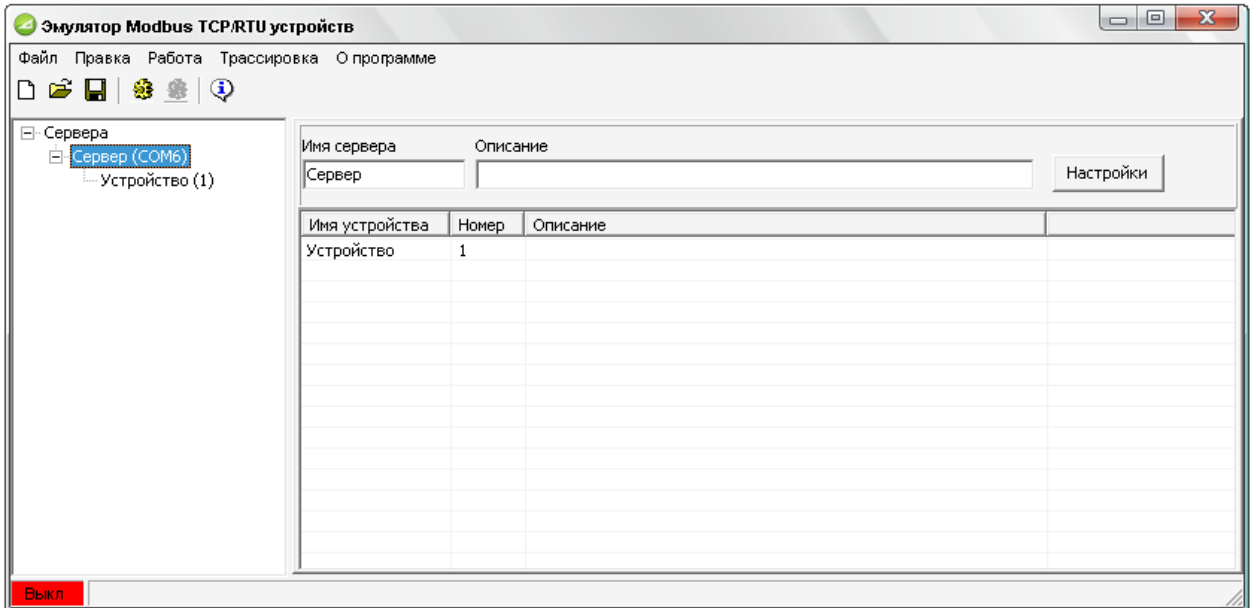 Эмулятор Modbus TCP/RTU устройств
Файл Правка Работа Трассировка О программе
Сервера
Сервер (COM6)
Устройство (1)
Имя сервера Описание
Сервер Настройки
Имя устройства Номер Описание
Устройство 1
Выкл